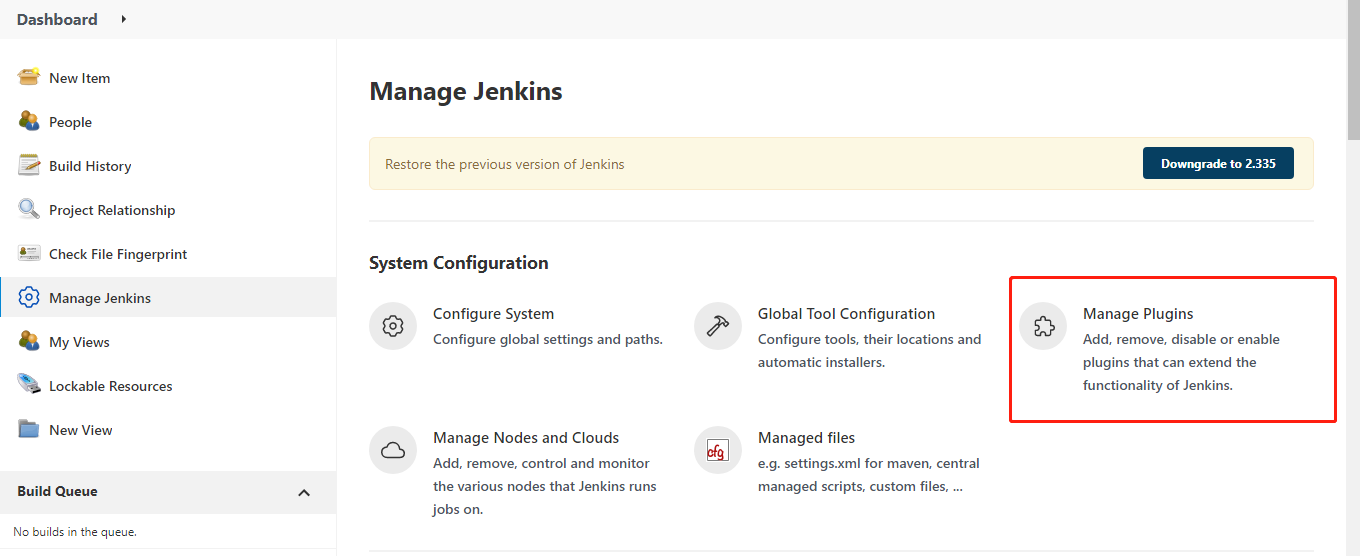 Dashboard
New Item
People
Build History
Project Relationship
Check File Fingerprint
Manage Jenkins
My Views
Lockable Resources
New View
Build Queue
No builds in the queue.
Manage Jenkins
Restore the previous version of Jenkins
Downgrade to 2.335
System Configuration
Configure System
Configure global settings and paths.
Global Tool Configuration
Configure tools, their locations and
automatic installers.
Manage Plugins
Add, remove, disable or enable
plugins that can extend the
functionality of Jenkins.
Manage Nodes and Clouds
Add, remove, control and monitor
the various nodes that Jenkins runs
jobs on.
cfg
Managed files
e.g. settings.xml for maven, central
managed scripts, custom files, ...